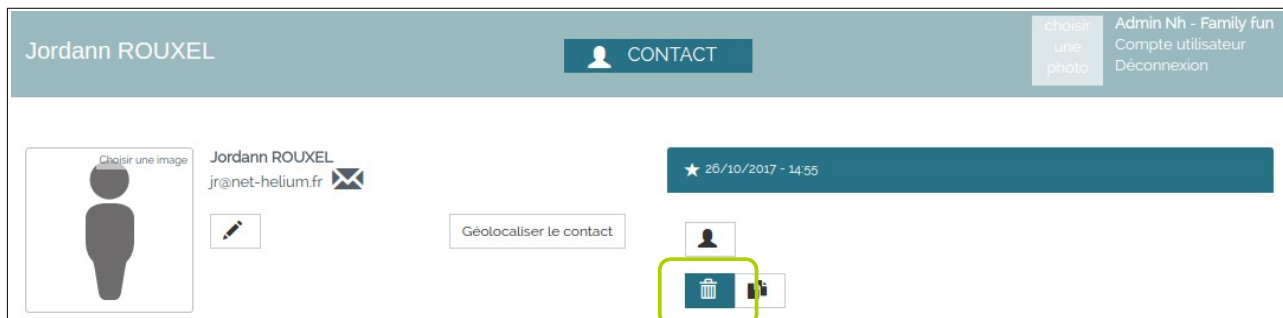 Jordann ROUXEL
CONTACT
choisir
une
photo
Admin Nh - Family fun
Compte utilisateur
Déconnexion
Choisir une image
Jordann ROUXEL
jr@net-helium.fr
Géolocaliser le contact
26/10/2017 - 14:55